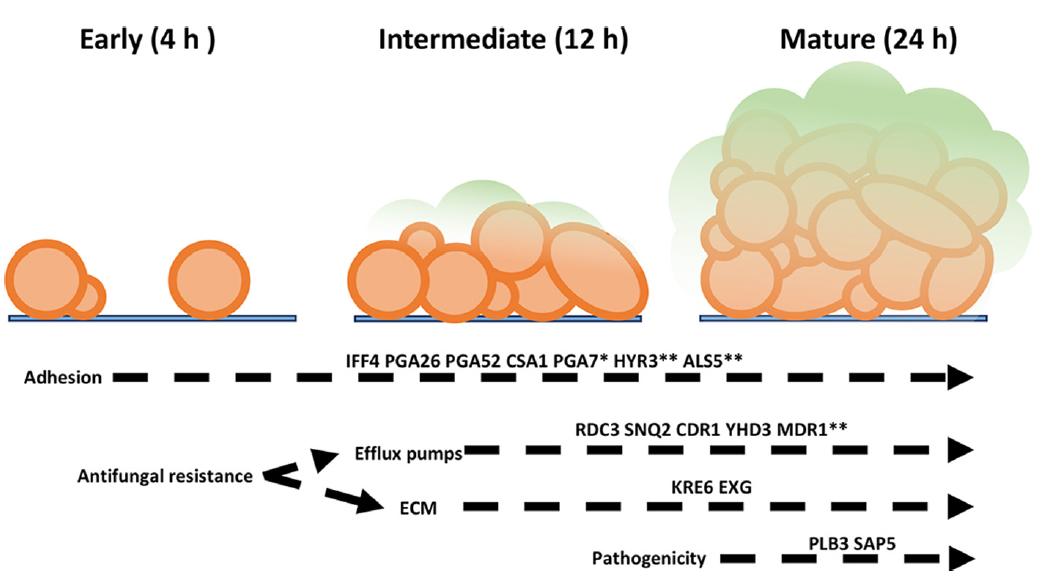 Early (4 h ) Intermediate (12 h) Mature (24 h)
IFF4 PGA26 PGA52 CSA1 PGA7* HYR3** ALS5**
Adhesion
RDC3 SNQ2 CDR1 YHD3 MDR1**
Efflux pumps
Antifungal resistance
KRE6 EXG
ECM
PLB3 SAP5
Pathogenicity